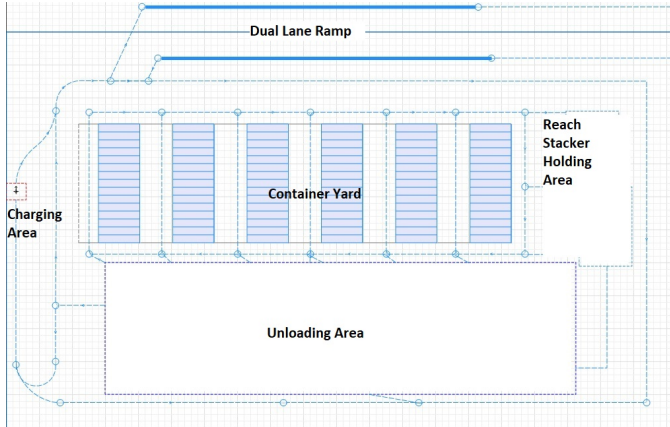 Dual Lane Ramp
Reach
Stacker
Holding
Area
Container Yard
Charging
Area
Unloading Area